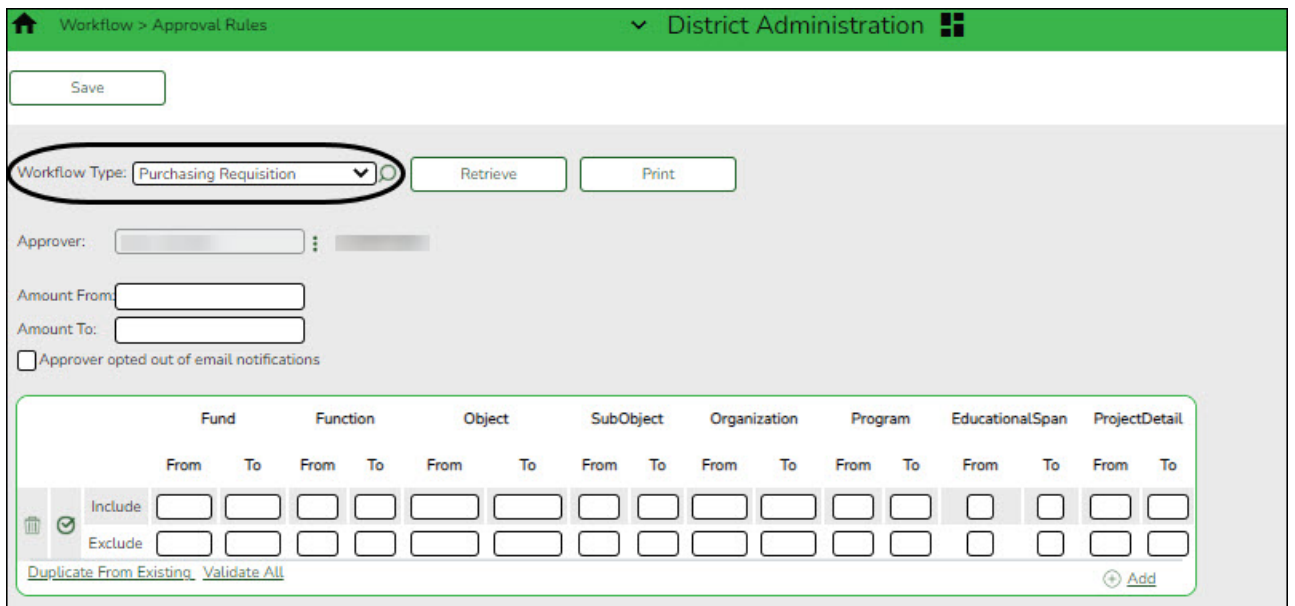 Workflow > Approval Rules District Administration
Save
Workflow Type: Purchasing Requisition Retrieve Print
Approver:
Amount From:
Amount To:
Approver opted out of email notifications
Fund Function Object SubObject Organization Program EducationalSpan ProjectDetail
From To From To From To From To From To From To From To From To
Include
Exclude
Duplicate From Existing Validate All Add